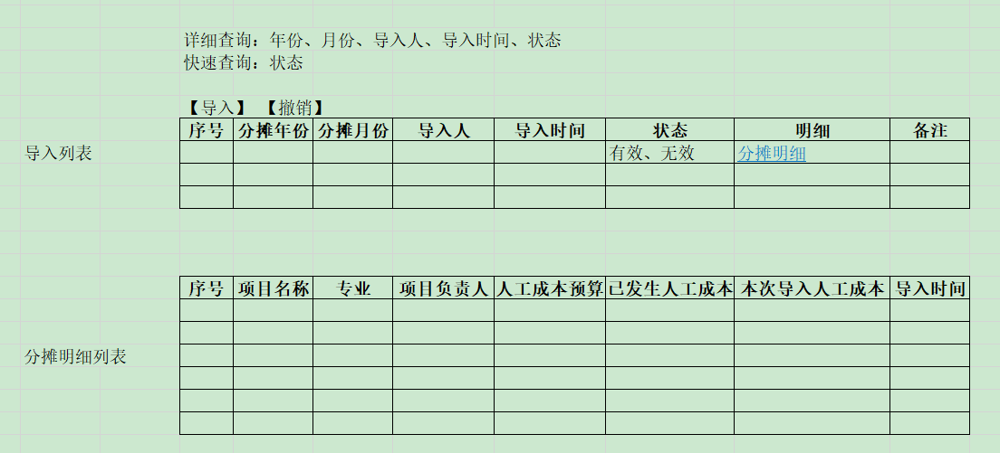 详细查询：年份、月份、导入人、导入时间、状态
快速查询：状态
【导入】 【撤销】
序号 分摊年份 分摊月份 导入人 导入时间 状态 明细 备注
导入列表 有效、无效 分摊明细
序号 项目名称 专业 项目负责人 人工成本预算 已发生人工成本 本次导入人工成本 导入时间
分摊明细列表